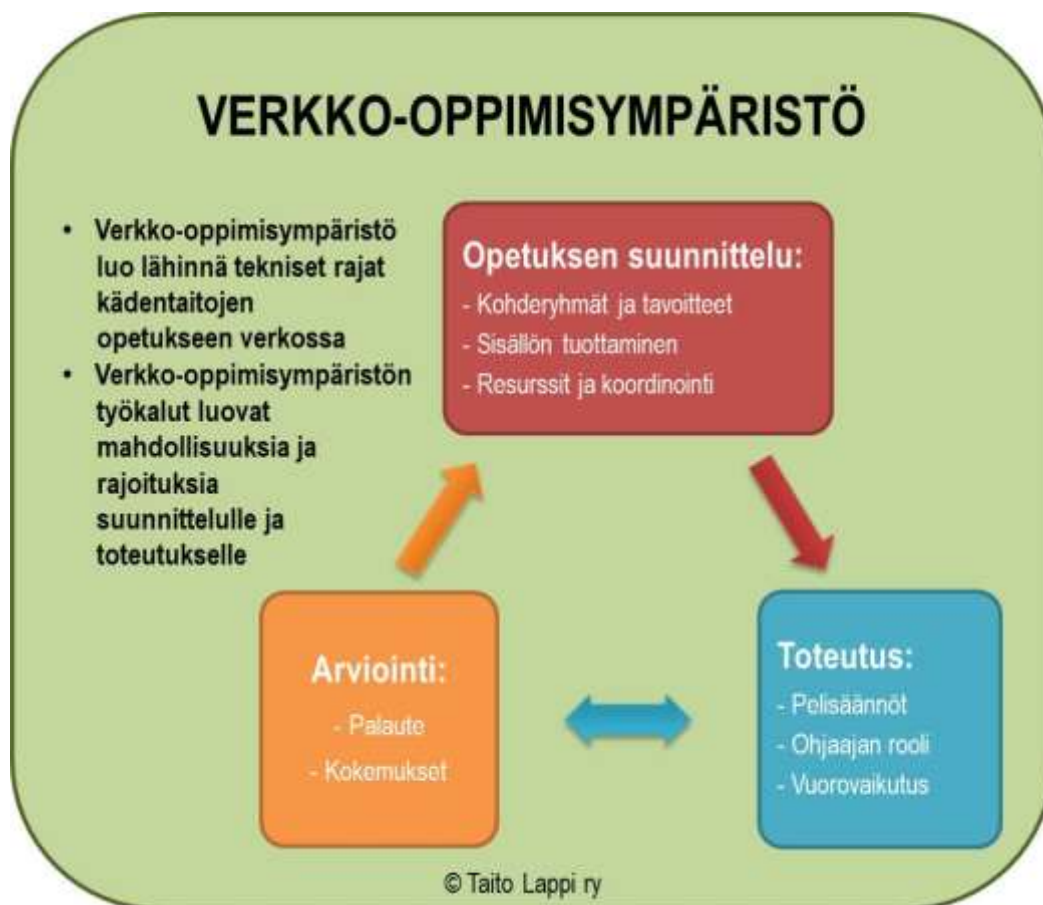 VERKKO-OPPIMISYMPÄRISTÖ
• Verkko-oppimisympäristö
luo lähinnä tekniset rajat
kädentaitojen
opetukseen verkossa
• Verkko-oppimisympäristön
työkalut luovat
mahdollisuuksia ja
rajoituksia
suunnittelulle ja
toteutukselle
Opetuksen suunnittelu:
- Kohderyhmät ja tavoitteet
- Sisällön tuottaminen
- Resurssit ja koordinointi
Arviointi:
- Palaute
- Kokemukset
Toteutus:
- Pelisäännöt
- Ohjaajan rooli
- Vuorovaikutus
© Taito Lappi ry